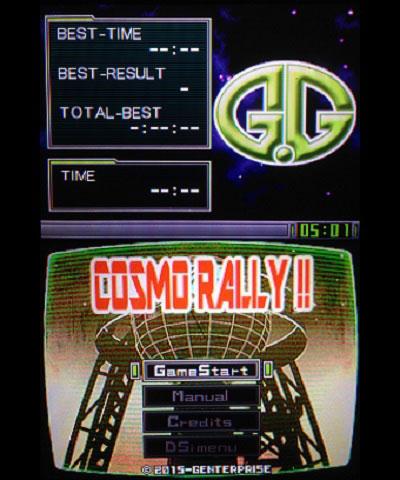 BEST-TIME
--:--
BEST-RESULT
-
TOTAL-BEST
-:--:--
G.G
TIME
--:--
05:01
COSMO RALLY !!
GameStart
Manual
Credits
DSimenu
© 2015-GENTERPRISE